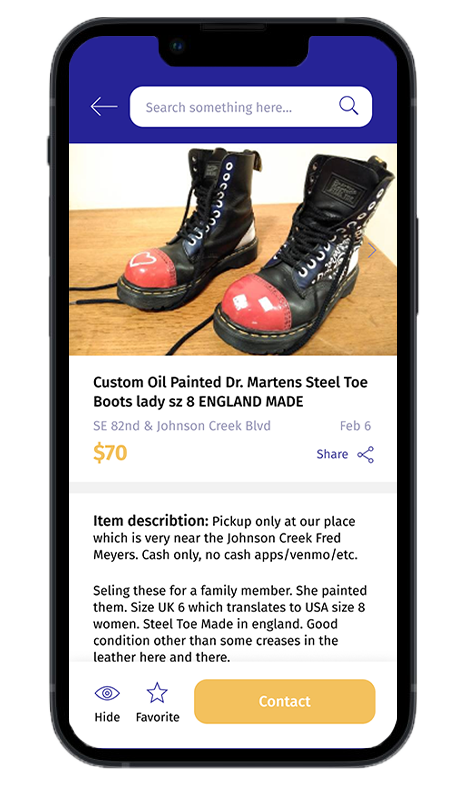 Search something here...
Custom Oil Painted Dr. Martens Steel Toe
Boots lady sz 8 ENGLAND MADE
SE 82nd & Johnson Creek Blvd Feb 6
$70 Share
Item describtion: Pickup only at our place
which is very near the Johnson Creek Fred
Meyers. Cash only, no cash apps/venmo/etc.
Seling these for a family member. She painted
them. Size UK 6 which translates to USA size 8
women. Steel Toe Made in england. Good
condition other than some creases in the
leather here and there.
Hide Favorite Contact